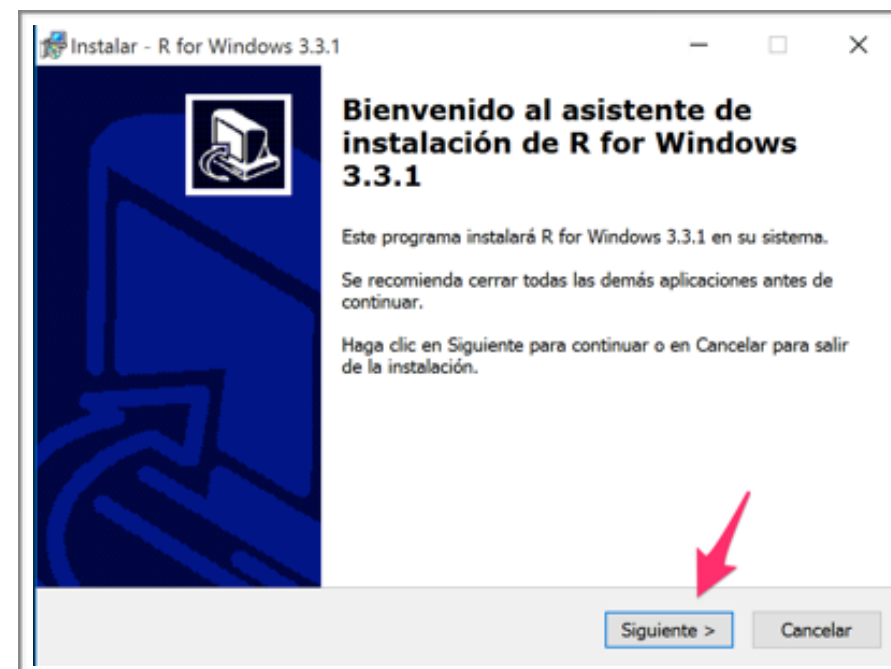 Instalar - R for Windows 3.3.1
Bienvenido al asistente de
instalación de R for Windows
3.3.1
Este programa instalará R for Windows 3.3.1 en su sistema.
Se recomienda cerrar todas las demás aplicaciones antes de
continuar.
Haga clic en Siguiente para continuar o en Cancelar para salir
de la instalación.
Siguiente >
Cancelar